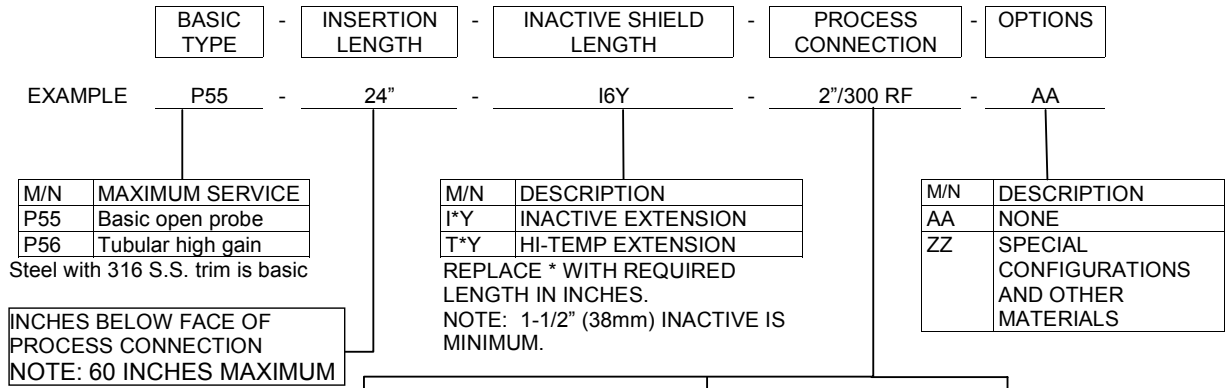 BASIC TYPE - INSERTION LENGTH - INACTIVE SHIELD LENGTH - PROCESS CONNECTION - OPTIONS
EXAMPLE P55 - 24” - I6Y - 2”/300 RF - AA
M/N MAXIMUM SERVICE
P55 Basic open probe
P56 Tubular high gain
Steel with 316 S.S. trim is basic
INCHES BELOW FACE OF
PROCESS CONNECTION
NOTE: 60 INCHES MAXIMUM
M/N DESCRIPTION
I*Y INACTIVE EXTENSION
T*Y HI-TEMP EXTENSION
REPLACE * WITH REQUIRED
LENGTH IN INCHES.
NOTE: 1-1/2” (38mm) INACTIVE IS
MINIMUM.
M/N DESCRIPTION
AA NONE
ZZ SPECIAL
CONFIGURATIONS
AND OTHER
MATERIALS